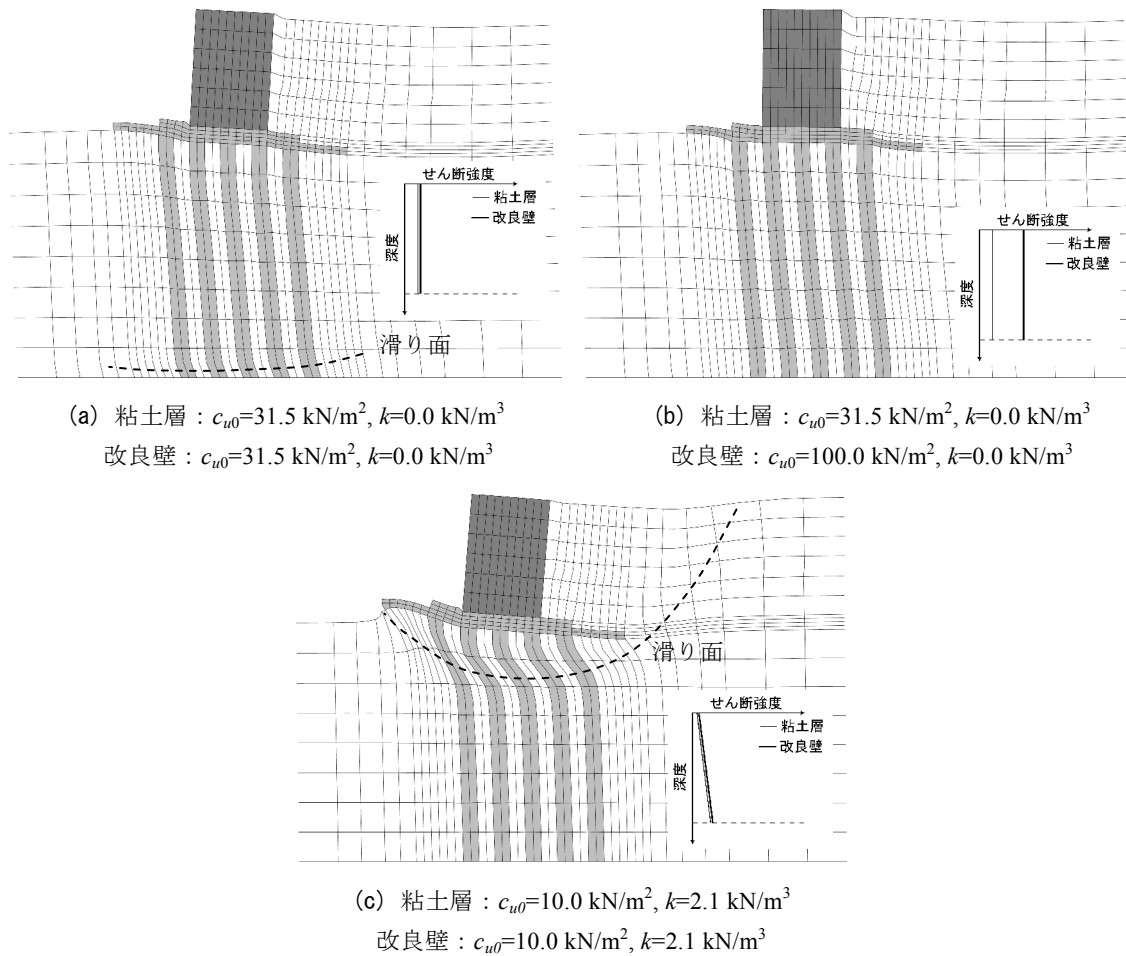 せん断強度
粘土層
改良壁
深度
滑り面
せん断強度
粘土層
改良壁
深度
(a) 粘土層：cu0=31.5 kN/m2, k=0.0 kN/m3
改良壁：cu0=31.5 kN/m2, k=0.0 kN/m3
(b) 粘土層：cu0=31.5 kN/m2, k=0.0 kN/m3
改良壁：cu0=100.0 kN/m2, k=0.0 kN/m3
滑り面
せん断強度
粘土層
改良壁
深度
(c) 粘土層：cu0=10.0 kN/m2, k=2.1 kN/m3
改良壁：cu0=10.0 kN/m2, k=2.1 kN/m3